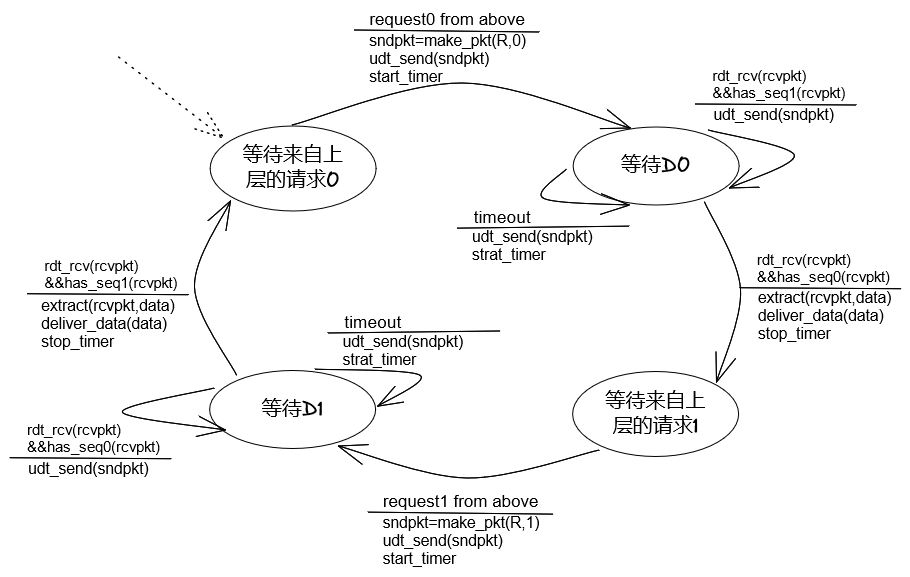 request0 from above
sndpkt=make_pkt(R,0)
udt_send(sndpkt)
start_timer
等待来自上
层的请求0
等待D0
rdt_rcv(rcvpkt)
&&has_seq1(rcvpkt)
udt_send(sndpkt)
timeout
udt_send(sndpkt)
strat_timer
rdt_rcv(rcvpkt)
&&has_seq0(rcvpkt)
extract(rcvpkt,data)
deliver_data(data)
stop_timer
rdt_rcv(rcvpkt)
&&has_seq1(rcvpkt)
extract(rcvpkt,data)
deliver_data(data)
stop_timer
timeout
udt_send(sndpkt)
strat_timer
等待D1
等待来自上
层的请求1
rdt_rcv(rcvpkt)
&&has_seq0(rcvpkt)
udt_send(sndpkt)
request1 from above
sndpkt=make_pkt(R,1)
udt_send(sndpkt)
start_timer